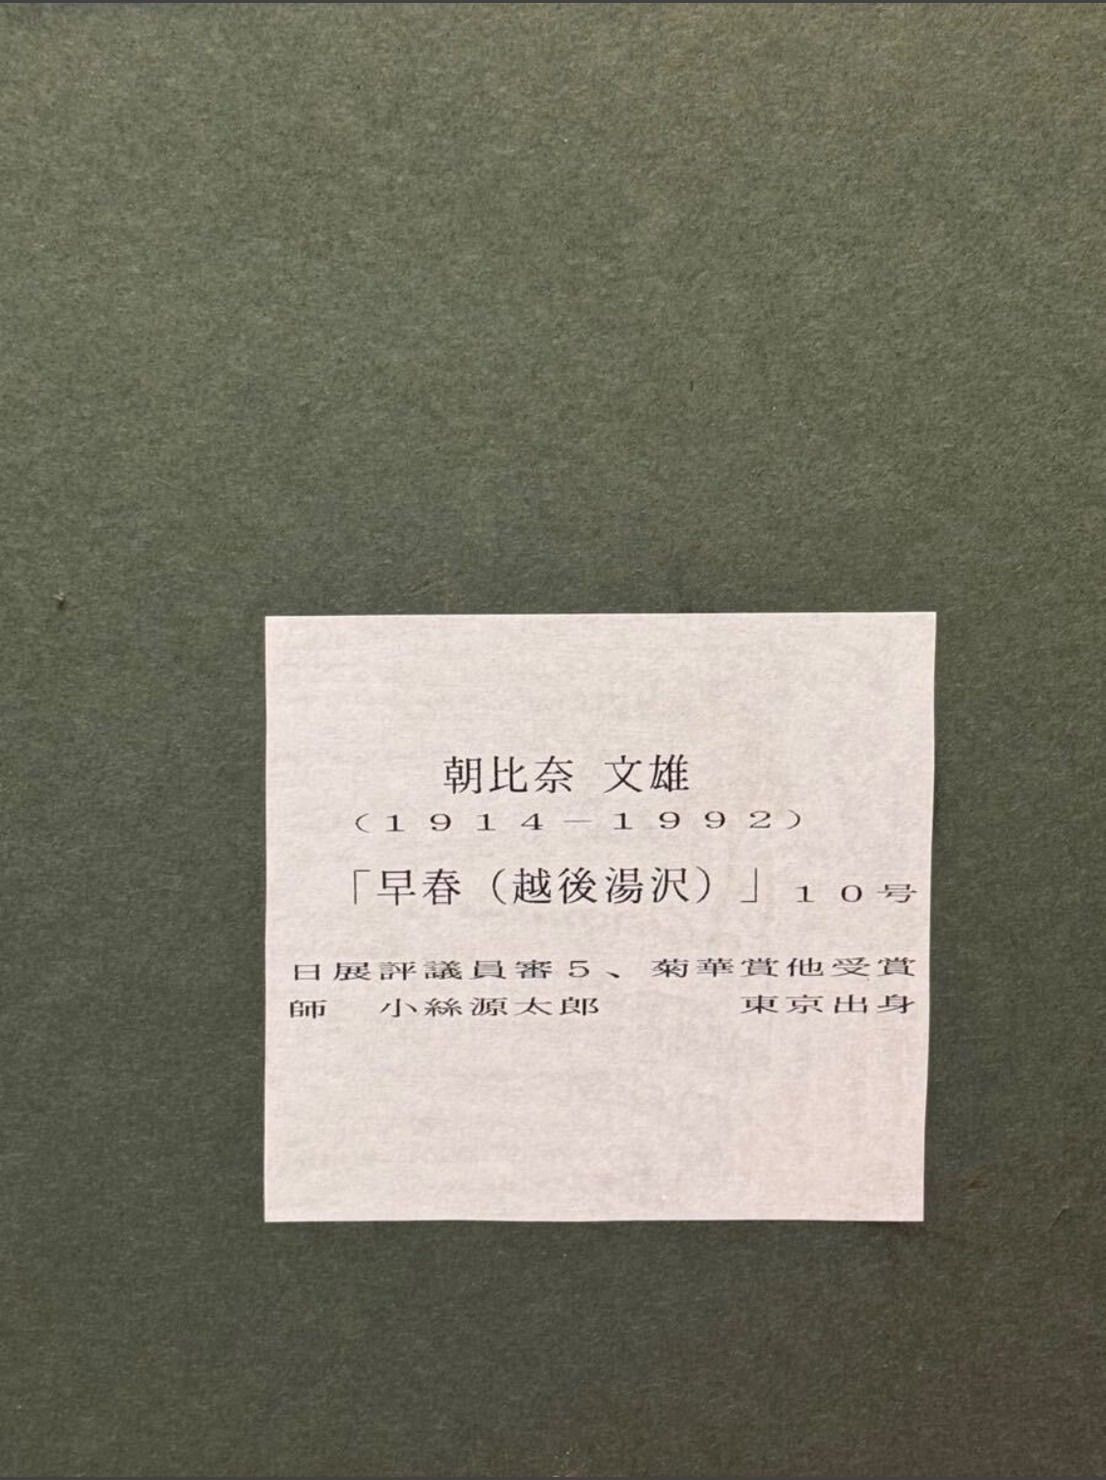 朝比奈 文雄
（１９１４－１９９２）
「早春（越後湯沢）」１０号
日展評議員審５、菊華賞他受賞
師　小絲源太郎　　　東京出身